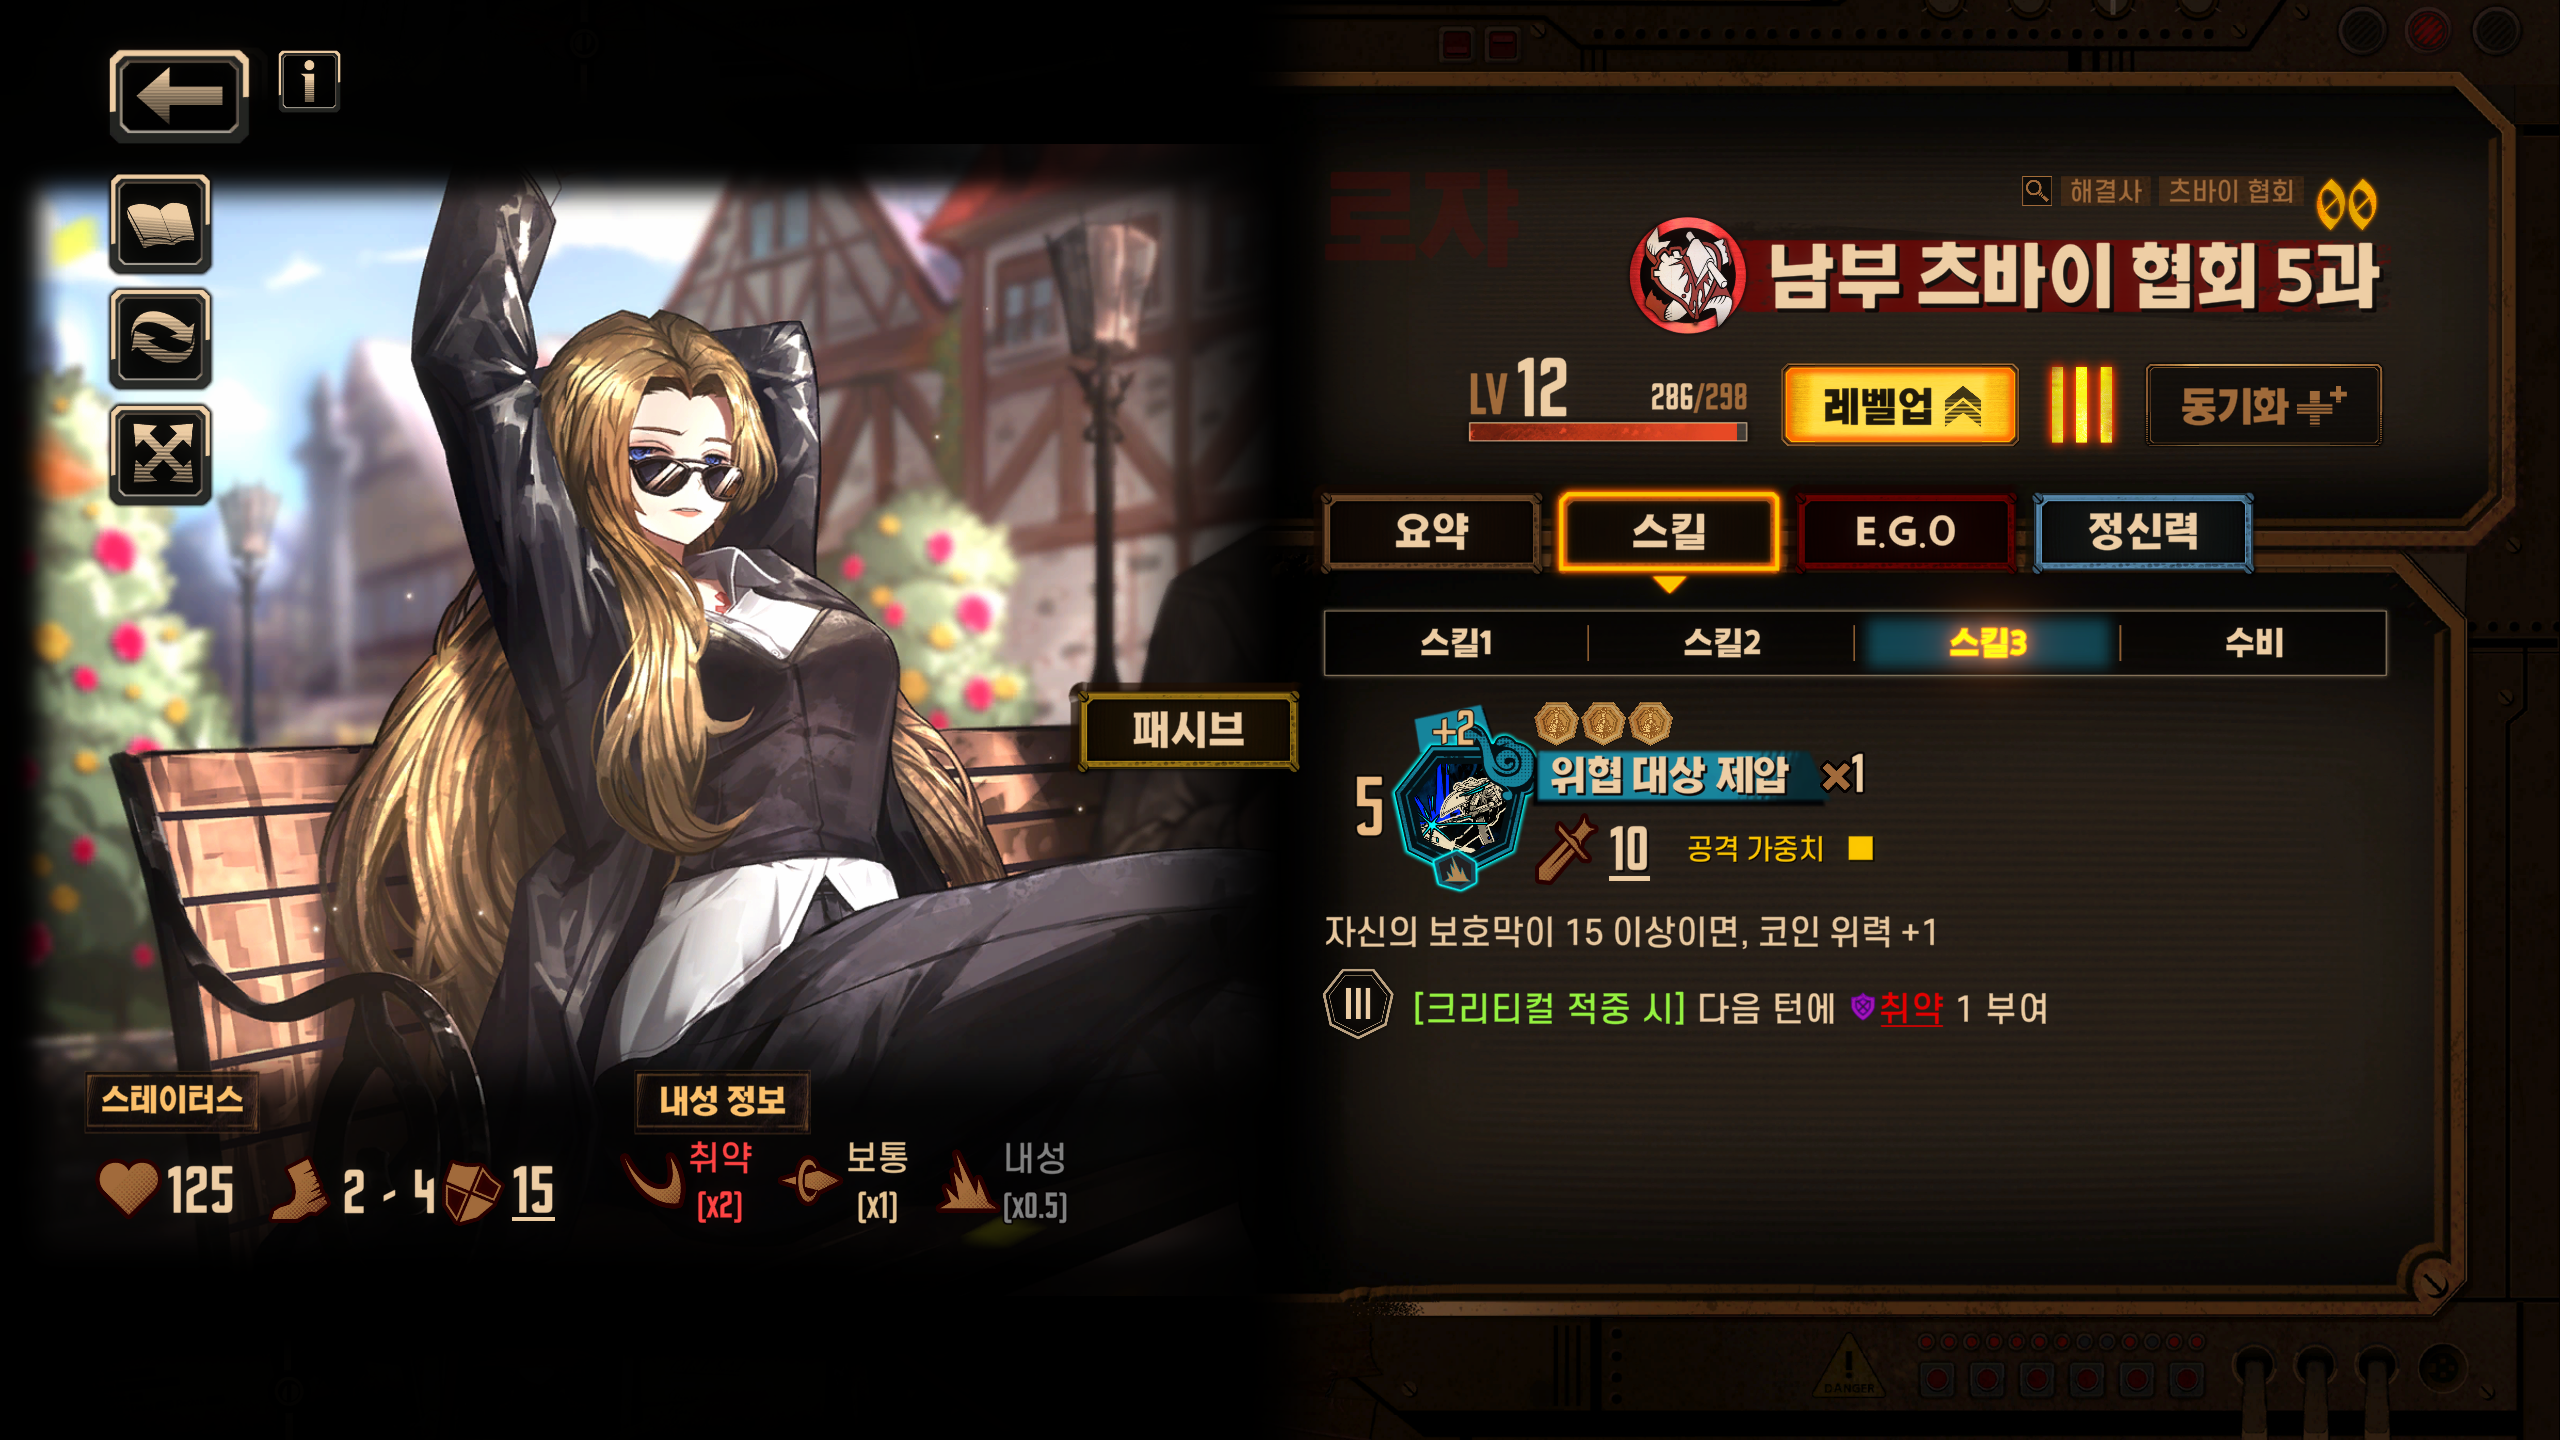 로쟈
해결사 츠바이 협회
남부 츠바이 협회 5과
LV 12 286/298 레벨업 동기화
요약 스킬 E.G.O 정신력
스킬1 스킬2 스킬3 수비
패시브
+2
5 위협 대상 제압 ×1
10 공격 가중치
자신의 보호막이 15 이상이면, 코인 위력 +1
III [크리티컬 적중 시] 다음 턴에 취약 1 부여
스테이터스
125 2 - 4 15
내성 정보
취약 보통 내성
[x2] [x1] [x0.5]
DANGER